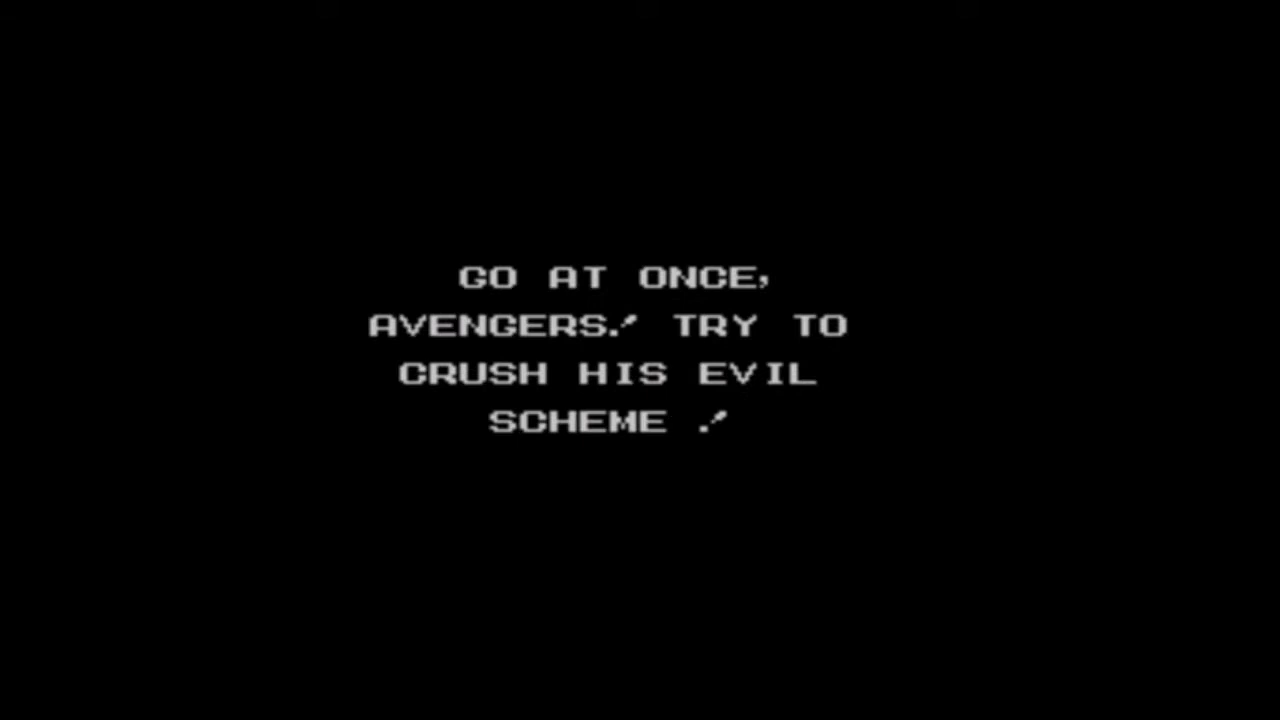 GO AT ONCE,
AVENGERS.' TRY TO
CRUSH HIS EVIL
SCHEME .'